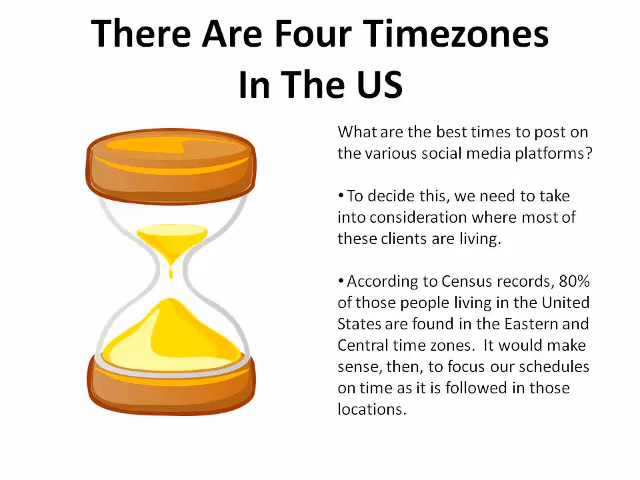 There Are Four Timezones
In The US
What are the best times to post on
the various social media platforms?
•To decide this, we need to take
into consideration where most of
these clients are living.
•According to Census records, 80%
of those people living in the United
States are found in the Eastern and
Central time zones.  It would make
sense, then, to focus our schedules
on time as it is followed in those
locations.